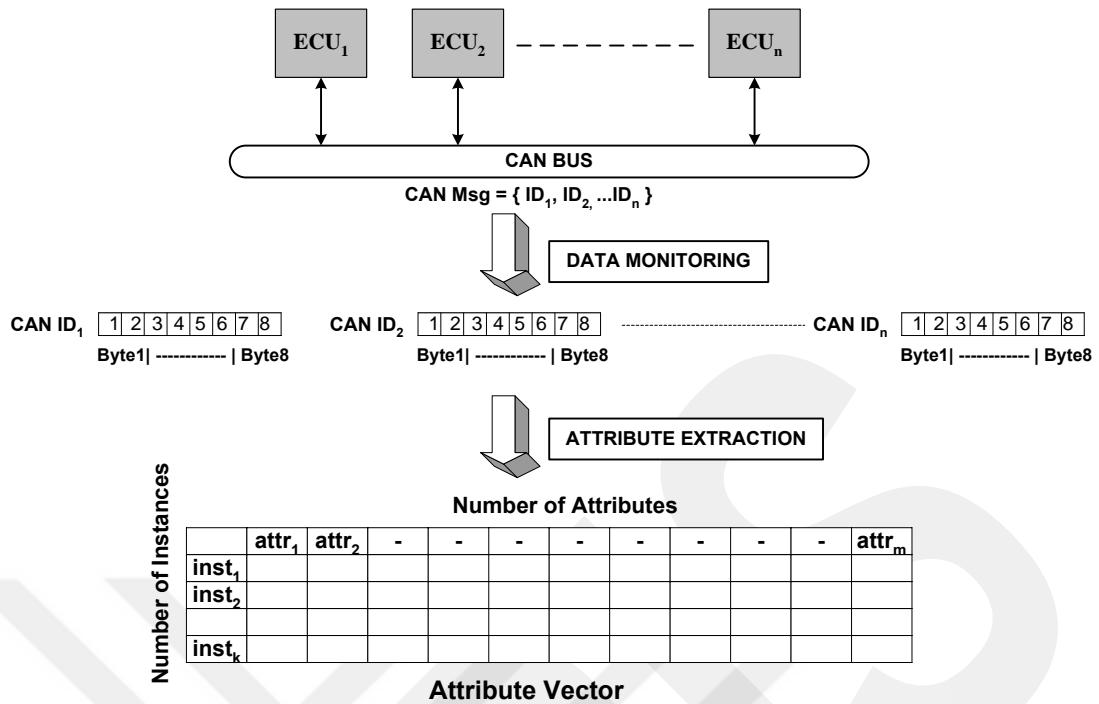 ECU1 ECU2 ECUn
CAN BUS
CAN Msg = { ID1, ID2, ...IDn }
DATA MONITORING
CAN ID1 1 2 3 4 5 6 7 8 CAN ID2 1 2 3 4 5 6 7 8 CAN IDn 1 2 3 4 5 6 7 8
Byte1| ------------ | Byte8 Byte1| ------------ | Byte8 Byte1| ------------ | Byte8
ATTRIBUTE EXTRACTION
Number of Attributes
Number of Instances
attr1 attr2 - - - - - - - - attrm
inst1
inst2
instk
Attribute Vector